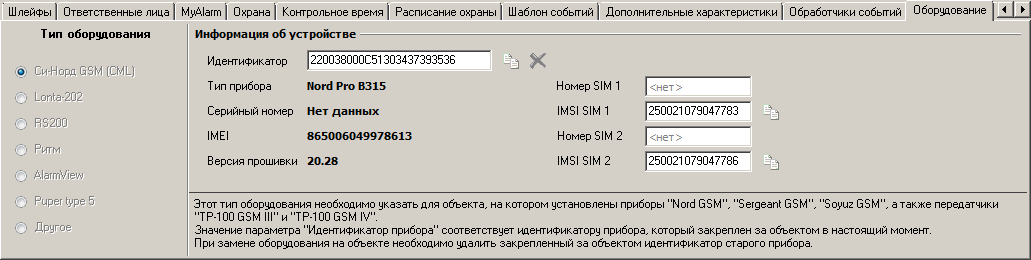 Шлейфы Ответственные лица MyAlarm Охрана Контрольное время Расписание охраны Шаблон событий Дополнительные характеристики Обработчики событий Оборудование
Тип оборудования
Си-Норд GSM (CML)
Lonta-202
RS200
Ритм
AlarmView
Puper type 5
Другое
Информация об устройстве
Идентификатор 220038000C51303437393536
Тип прибора Nord Pro B315 Номер SIM 1 <нет>
Серийный номер Нет данных IMSI SIM 1 250021079047783
IMEI 865006049978613 Номер SIM 2 <нет>
Версия прошивки 20.28 IMSI SIM 2 250021079047786
Этот тип оборудования необходимо указать для объекта, на котором установлены приборы "Nord GSM", "Sergeant GSM", "Soyuz GSM", а также передатчики
"TP-100 GSM III" и "TP-100 GSM IV".
Значение параметра "Идентификатор прибора" соответствует идентификатору прибора, который закреплен за объектом в настоящий момент.
При замене оборудования на объекте необходимо удалить закрепленный за объектом идентификатор старого прибора.